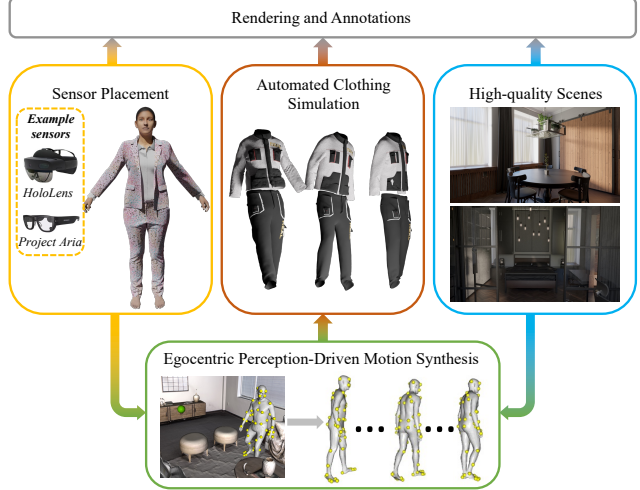 Rendering and Annotations
Sensor Placement
Example
sensors
HoloLens
Project Aria
Automated Clothing
Simulation
High-quality Scenes
Egocentric Perception-Driven Motion Synthesis